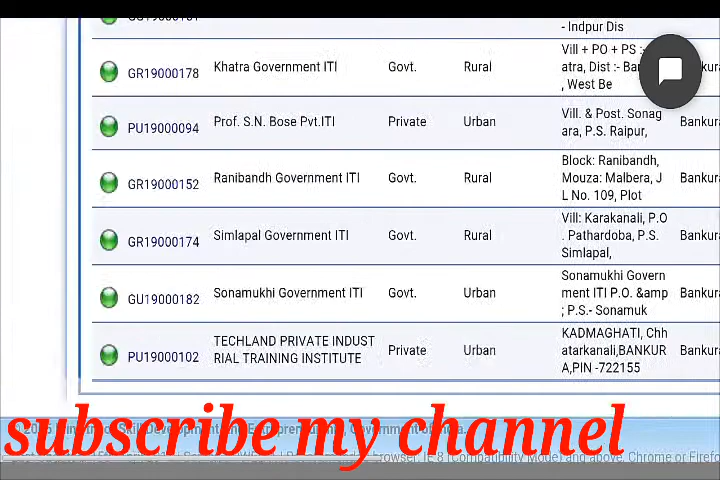 - Indpur Dis
GR19000178 Khatra Government ITI Govt. Rural Vill + PO + PS :-
atra, Dist :- Ban
, West Be
PU19000094 Prof. S.N. Bose Pvt.ITI Private Urban Vill. & Post. Sonag Bankur
ara, P.S. Raipur,
GR19000152 Ranibandh Government ITI Govt. Rural Block: Ranibandh, Bankura
Mouza: Malbera, J
L No. 109, Plot
GR19000174 Simlapal Government ITI Govt. Rural Vill: Karakanali, P.O Bankura
. Pathardoba, P.S.
Simlapal,
GU19000182 Sonamukhi Government ITI Govt. Urban Sonamukhi Govern Bankura
ment ITI P.O. &amp
; P.S.- Sonamuk
PU19000102 TECHLAND PRIVATE INDUST Private Urban KADMAGHATI, Chh Bankura
RIAL TRAINING INSTITUTE atarkanali,BANKUR
A,PIN -722155
subscribe my channel